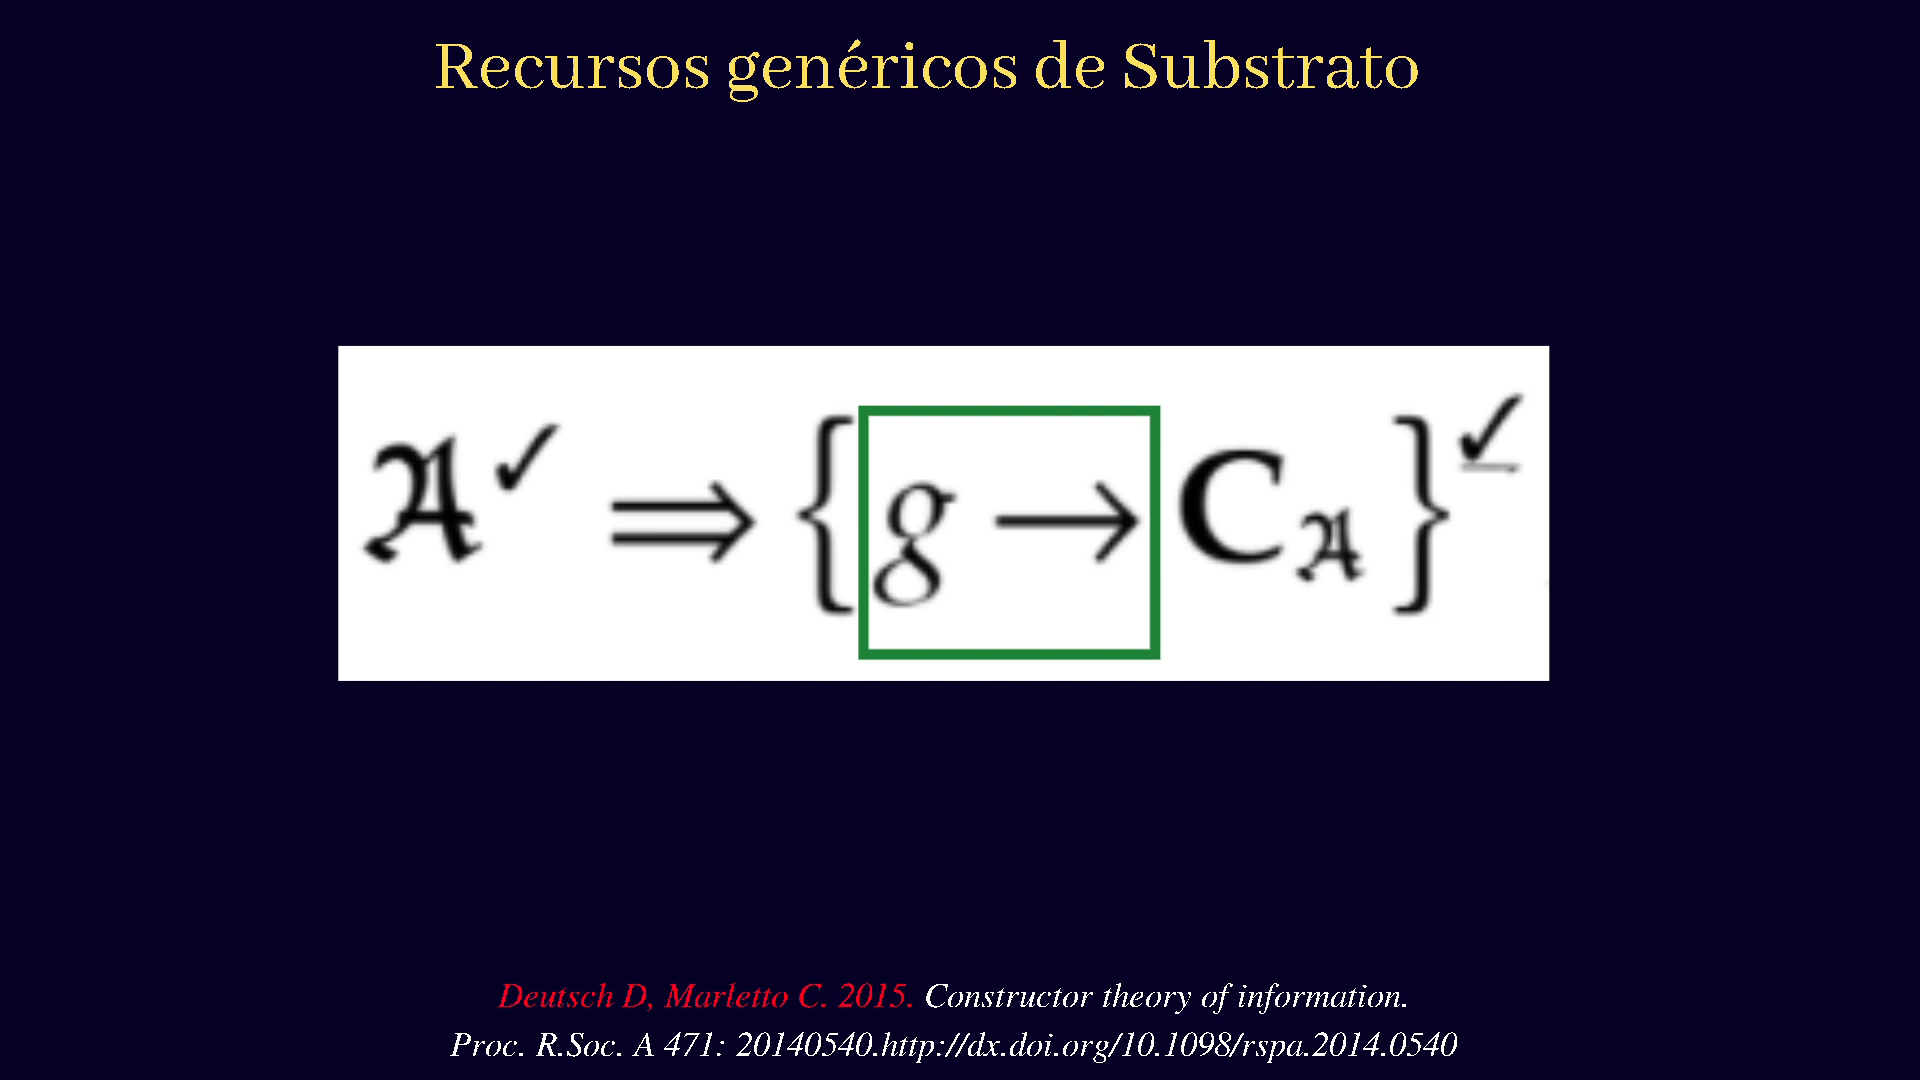 Recursos genéricos de Substrato
𝔄✓ ⇒ {g → C𝔄}✓
Deutsch D, Marletto C. 2015. Constructor theory of information.
Proc. R.Soc. A 471: 20140540.http://dx.doi.org/10.1098/rspa.2014.0540